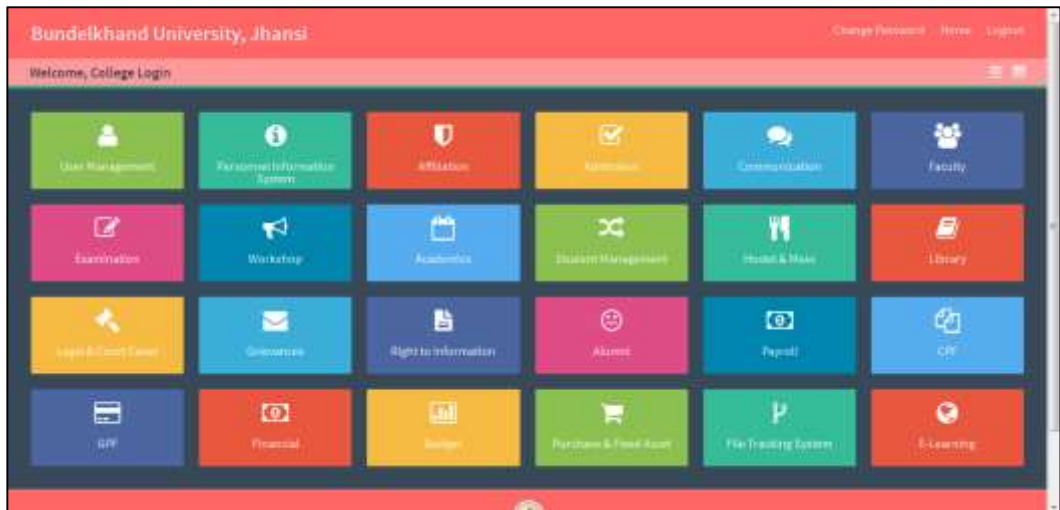 Bundelkhand University, Jhansi
Change Password Home Logout
Welcome, College Login
User Management
Personnel Information
System
Affiliation
Admission
Communication
Faculty
Examination
Workshop
Academics
Student Management
Hostel & Mess
Library
Legal & Court Cases
Grievances
Right to Information
Alumni
Payroll
CPF
GPF
Financial
Budget
Purchase & Fixed Asset
File Tracking System
E-Learning